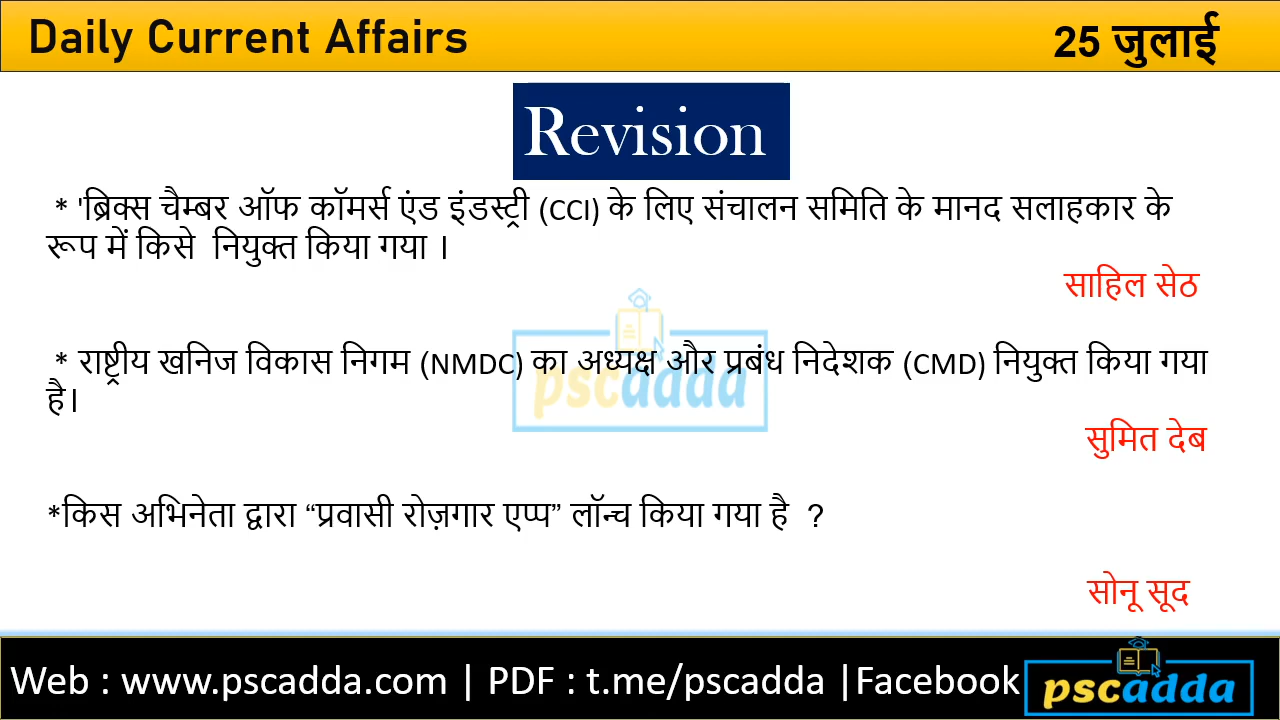 Daily Current Affairs
25 जुलाई
Revision
* 'ब्रिक्स चैम्बर ऑफ कॉमर्स एंड इंडस्ट्री (CCI) के लिए संचालन समिति के मानद सलाहकार के
रूप में किसे नियुक्त किया गया ।
साहिल सेठ
* राष्ट्रीय खनिज विकास निगम (NMDC) का अध्यक्ष और प्रबंध निदेशक (CMD) नियुक्त किया गया
है।
pscadda
सुमित देब
*किस अभिनेता द्वारा “प्रवासी रोज़गार एप्प” लॉन्च किया गया है ?
सोनू सूद
Web : www.pscadda.com | PDF : t.me/pscadda |Facebook
pscadda